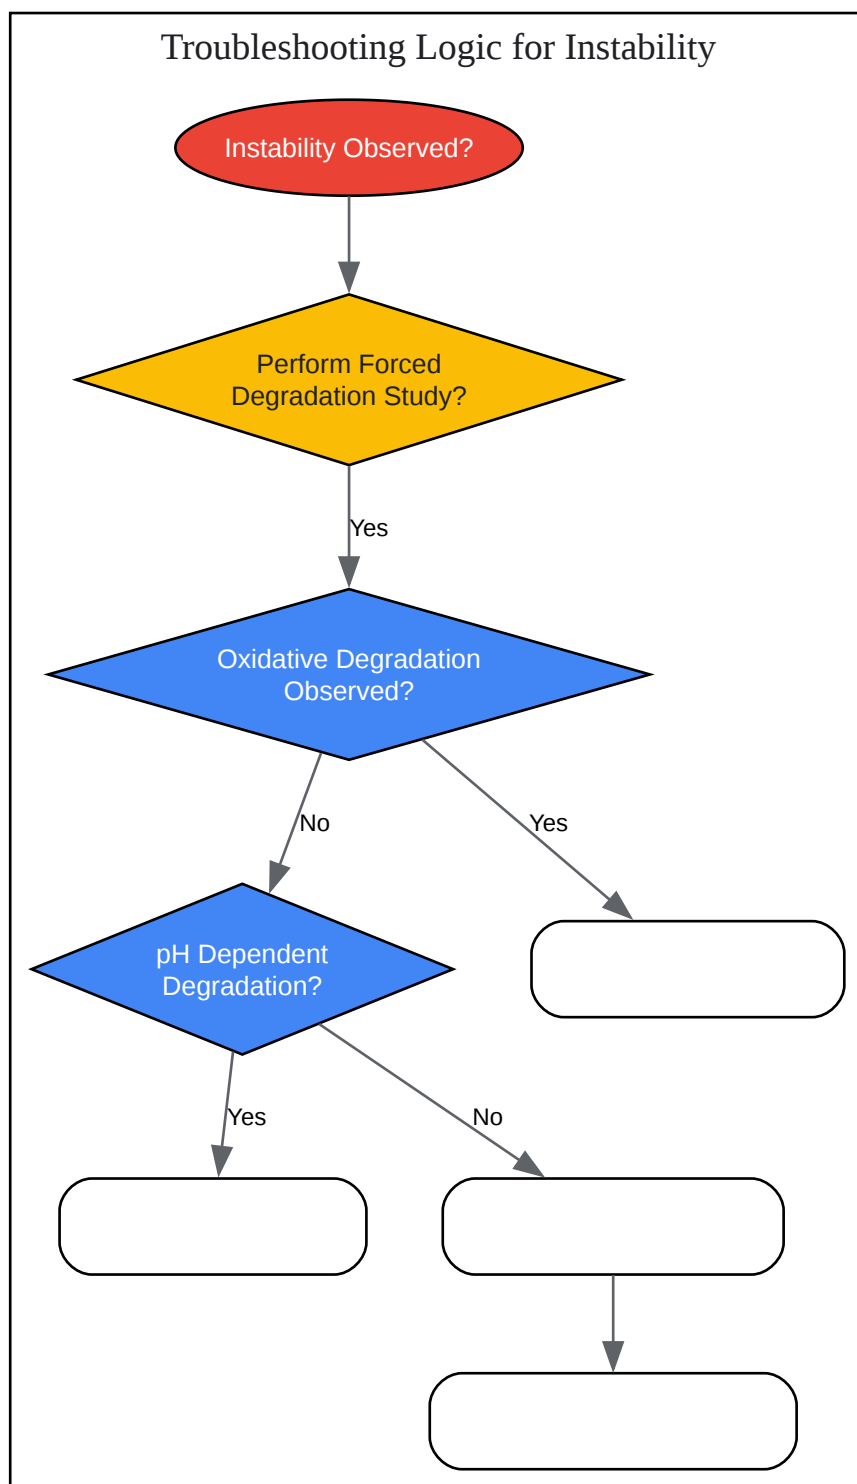 Troubleshooting Logic for Instability
Instability Observed?
Perform Forced
Degradation Study?
Yes
Oxidative Degradation
Observed?
No
Yes
pH Dependent
Degradation?
Yes
No